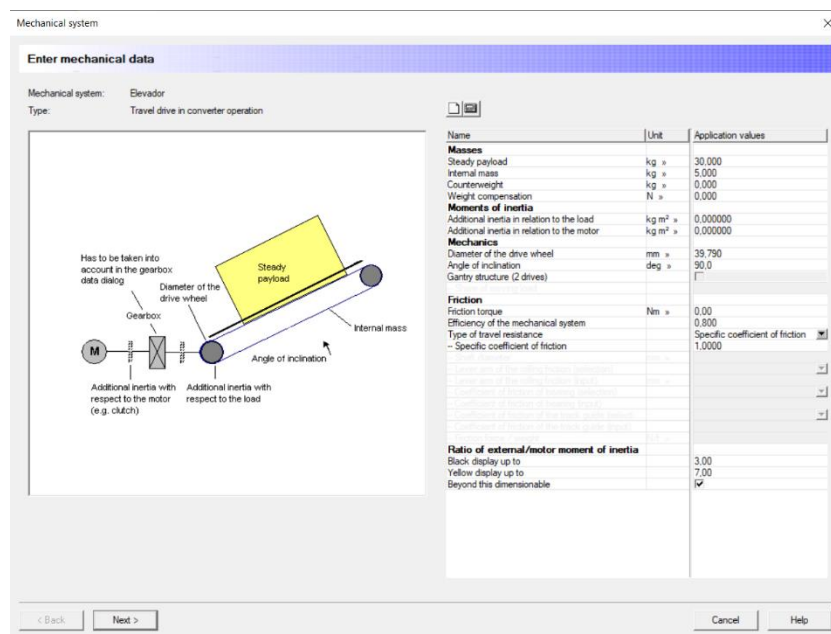 Mechanical system
Enter mechanical data
Mechanical system: Elevador
Type: Travel drive in converter operation
Has to be taken into
account in the gearbox
data dialog
Gearbox
Diameter of the
drive wheel
Steady
payload
Internal mass
Angle of inclination
M
Additional inertia with
respect to the motor
(e.g. clutch)
Additional inertia with
respect to the load
Name Unit Application values
Masses
Steady payload kg » 30,000
Internal mass kg » 5,000
Counterweight kg » 0,000
Weight compensation N » 0,000
Moments of inertia
Additional inertia in relation to the load kg m² » 0,000000
Additional inertia in relation to the motor kg m² » 0,000000
Mechanics
Diameter of the drive wheel mm » 39,790
Angle of inclination deg » 90,0
Gantry structure (2 drives)
Friction
Friction torque Nm » 0,00
Efficiency of the mechanical system 0,800
Type of travel resistance Specific coefficient of friction
-- Specific coefficient of friction 1,0000
Ratio of external/motor moment of inertia
Black display up to 3,00
Yellow display up to 7,00
Beyond this dimensionable
< Back
Next >
Cancel
Help